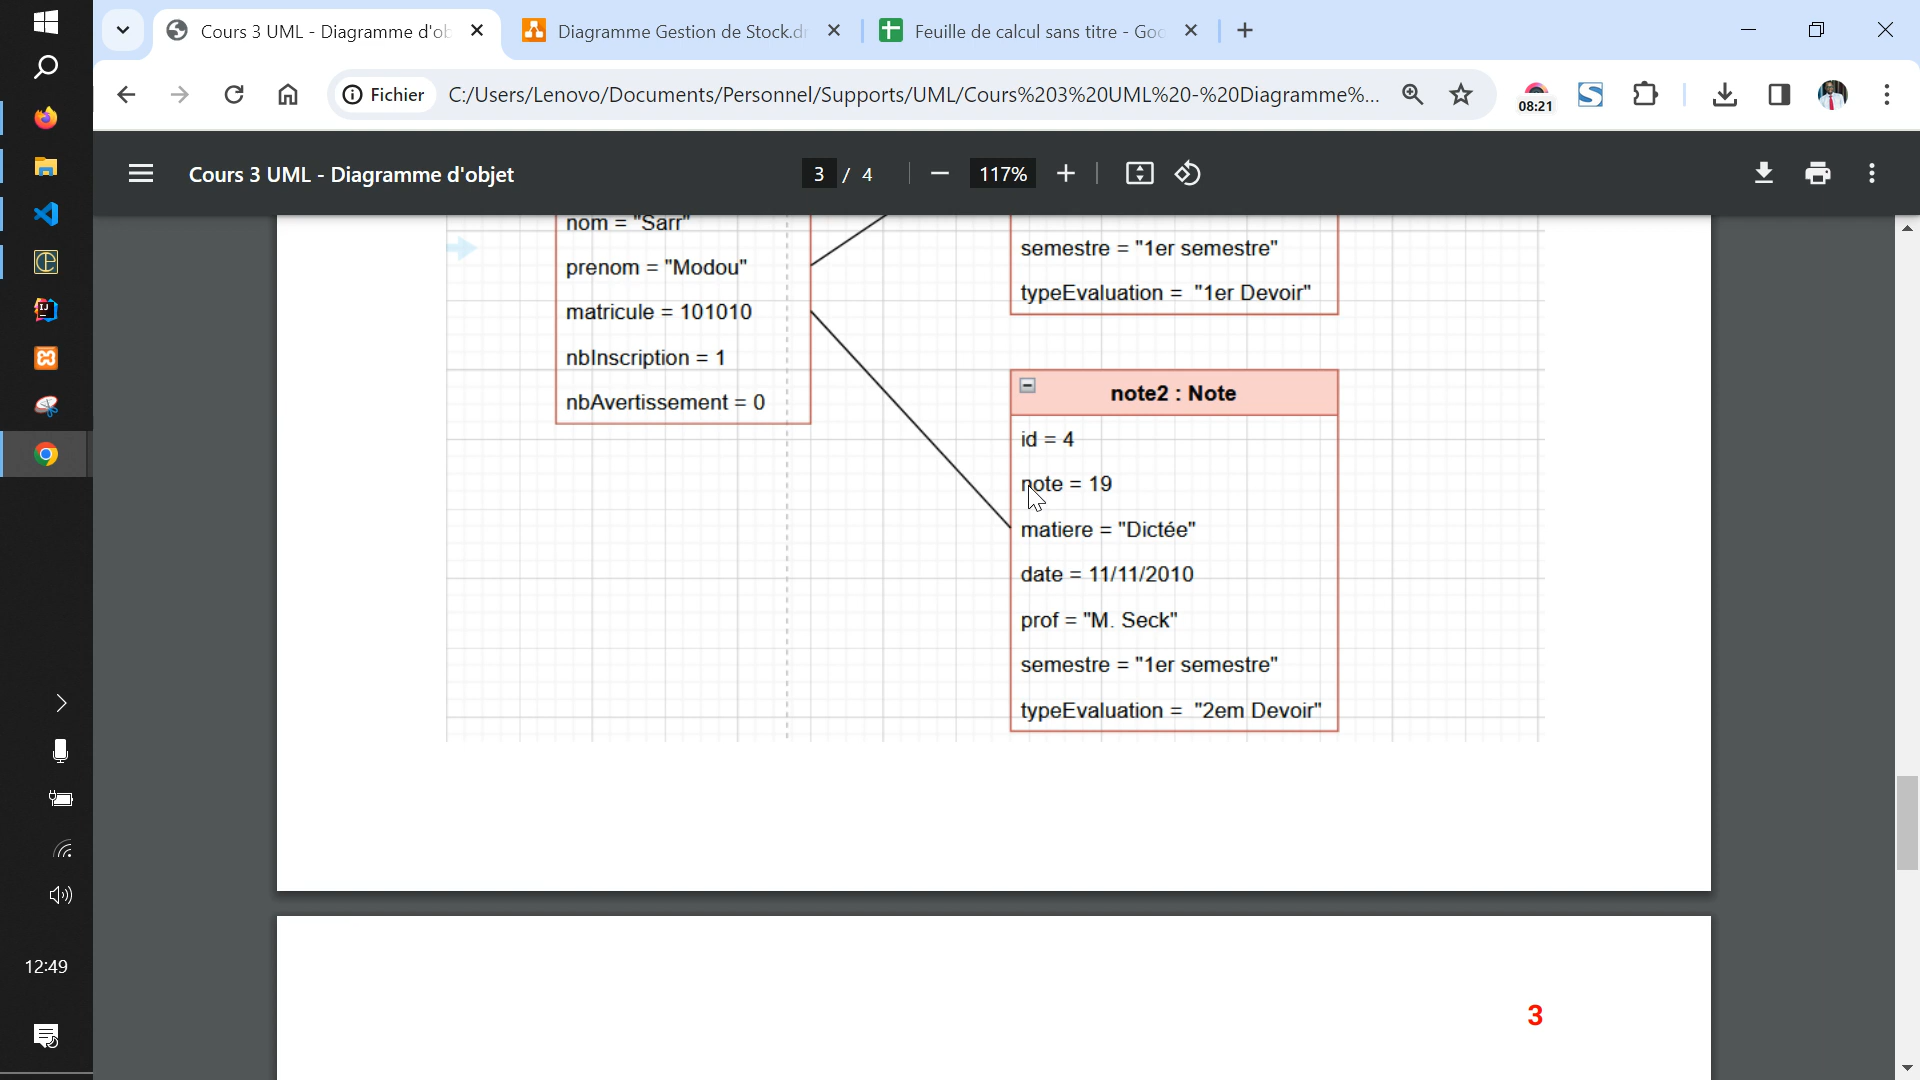 Cours 3 UML - Diagramme d'ob
Diagramme Gestion de Stock.dr
Feuille de calcul sans titre - Goo
Fichier
C:/Users/Lenovo/Documents/Personnel/Supports/UML/Cours%203%20UML%20-%20Diagramme%...
08:21
Cours 3 UML - Diagramme d'objet
3 / 4
117%
nom = "Sarr"
prenom = "Modou"
matricule = 101010
nbInscription = 1
nbAvertissement = 0
semestre = "1er semestre"
typeEvaluation = "1er Devoir"
note2 : Note
id = 4
note = 19
matiere = "Dictée"
date = 11/11/2010
prof = "M. Seck"
semestre = "1er semestre"
typeEvaluation = "2em Devoir"
12:49
3